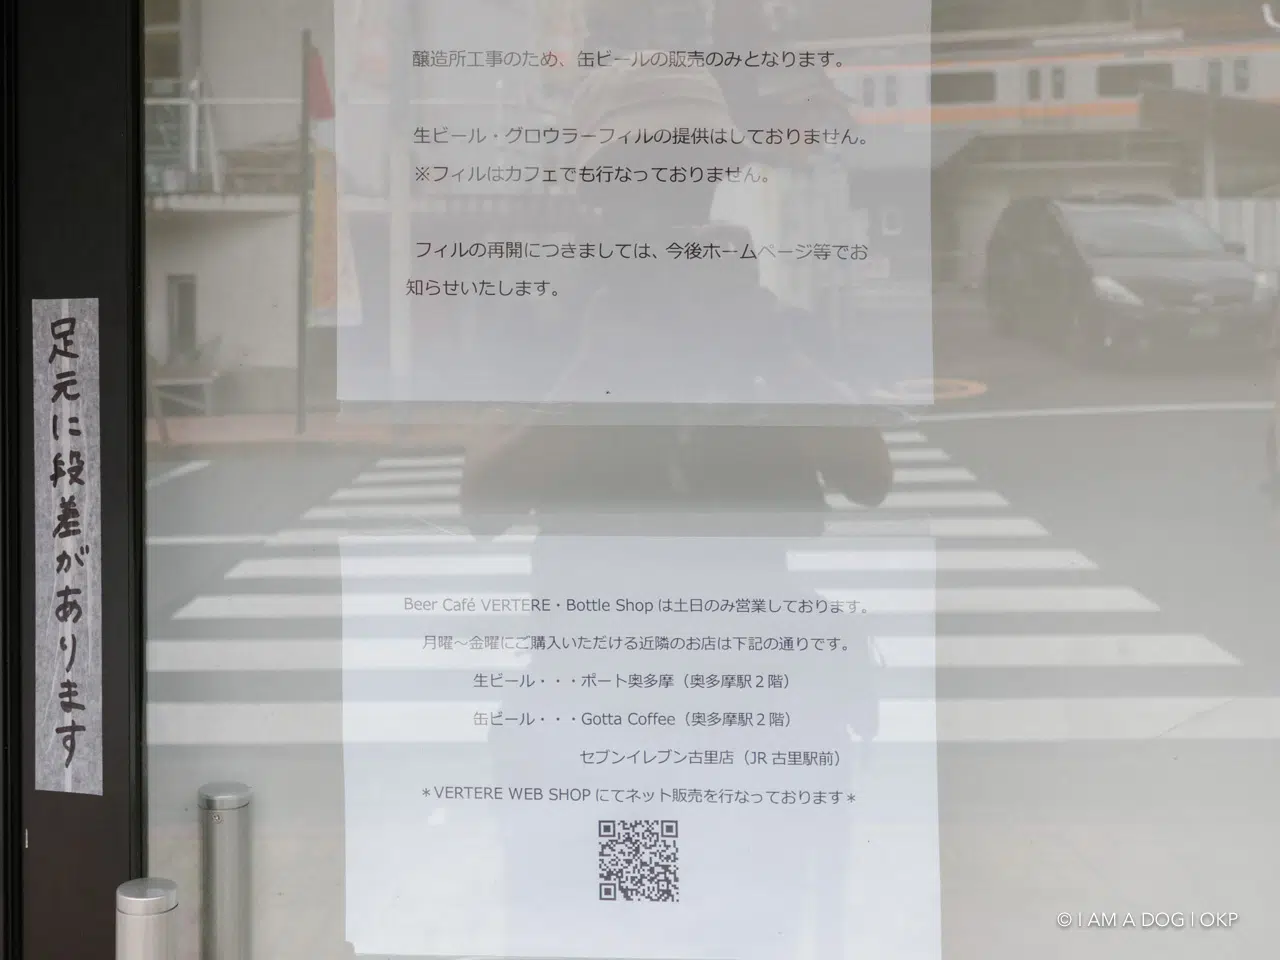 醸造所工事のため、缶ビールの販売のみとなります。
生ビール・グロウラーフィルの提供はしておりません。
※フィルはカフェでも行なっておりません。
フィルの再開につきましては、今後ホームページ等でお
知らせいたします。
足元に段差があります
Beer Café VERTERE・Bottle Shop は土日のみ営業しております。
月曜～金曜にご購入いただける近隣のお店は下記の通りです。
生ビール・・・ポート奥多摩（奥多摩駅２階）
缶ビール・・・Gotta Coffee（奥多摩駅２階）
セブンイレブン古里店（JR 古里駅前）
＊VERTERE WEB SHOP にてネット販売を行なっております＊
© I AM A DOG | OKP